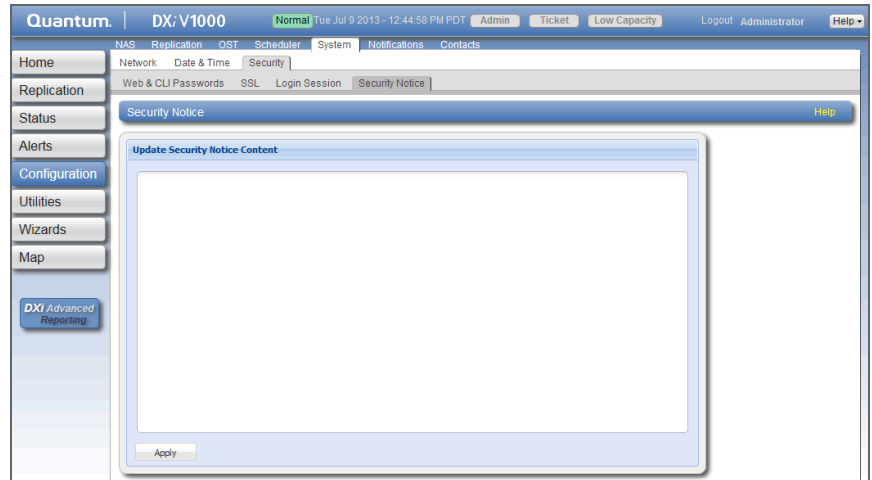 Quantum. DXi V1000 Normal Tue Jul 9 2013 - 12:44:58 PM PDT Admin Ticket Low Capacity Logout Administrator Help
NAS Replication OST Scheduler System Notifications Contacts
Home
Network Date & Time Security
Replication
Web & CLI Passwords SSL Login Session Security Notice
Status
Security Notice Help
Alerts
Update Security Notice Content
Configuration
Utilities
Wizards
Map
DXi Advanced
Reporting
Apply